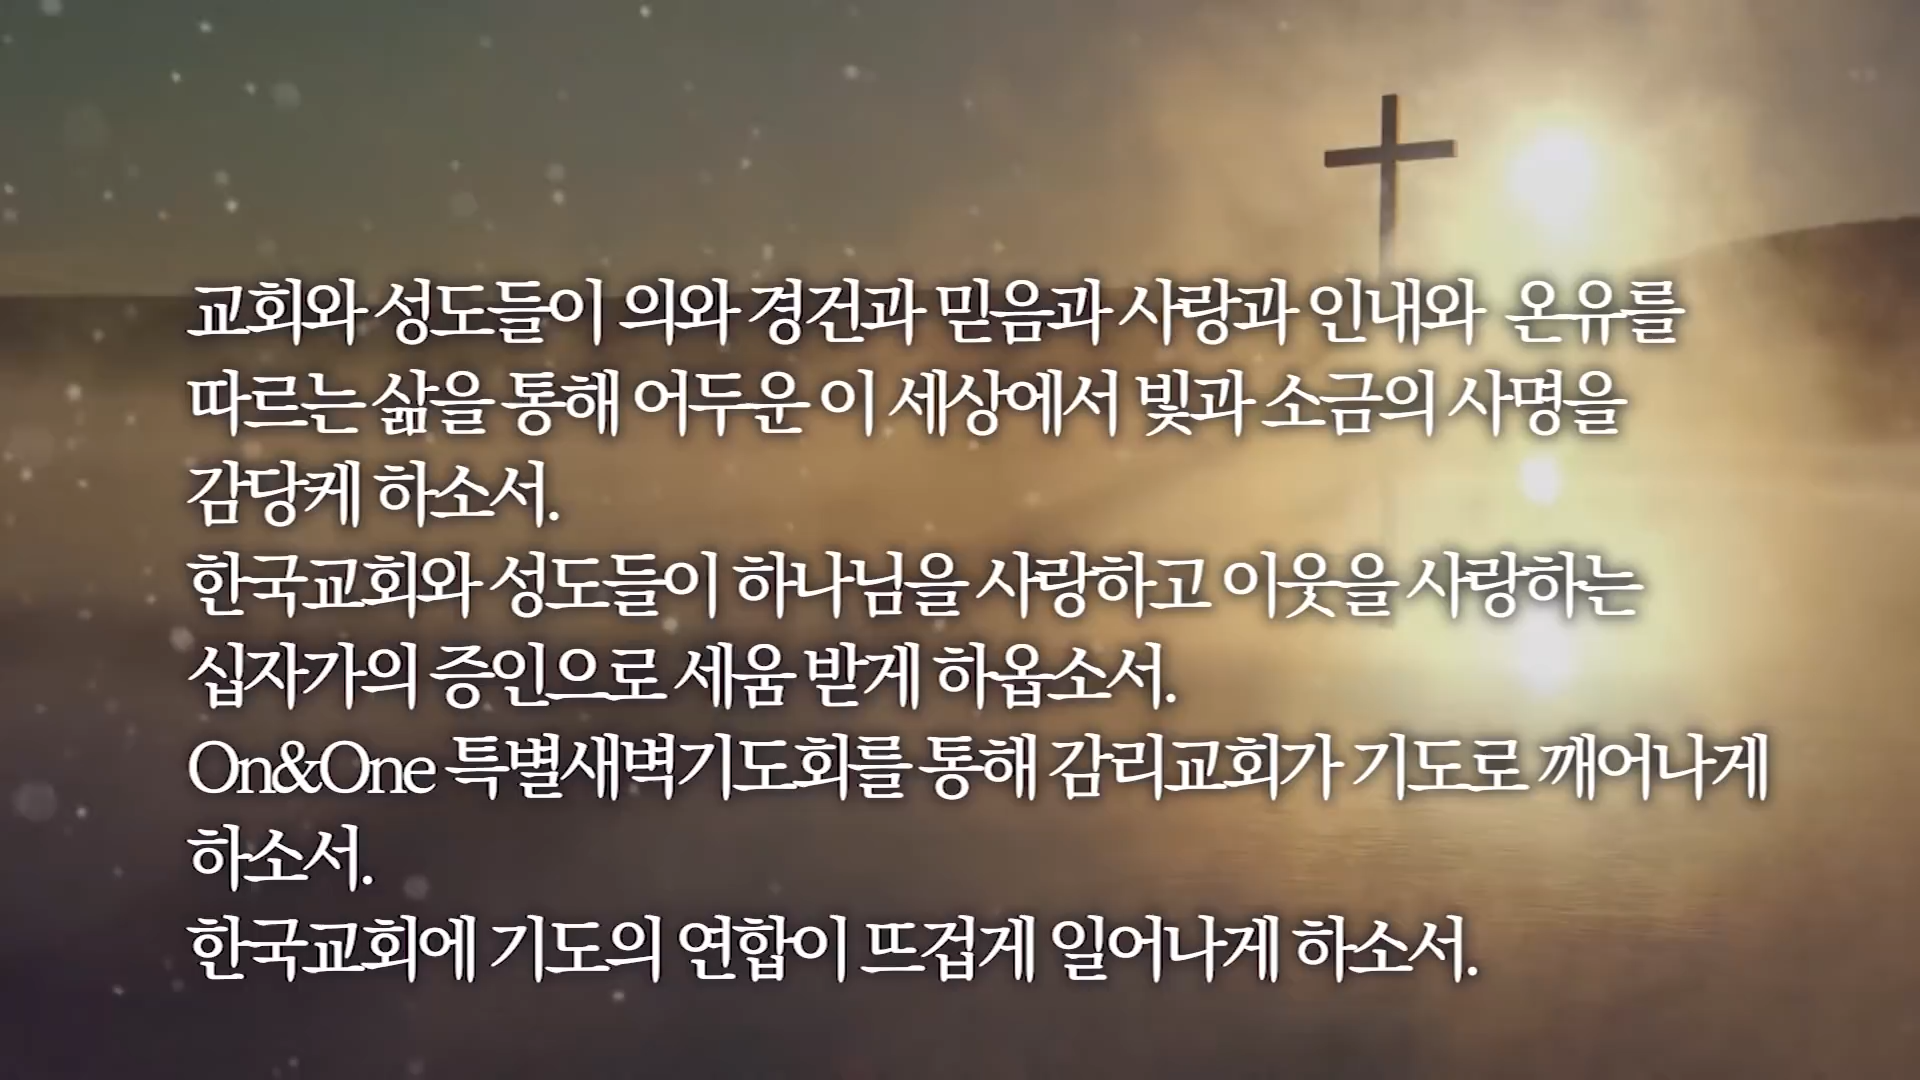 교회와 성도들이 의와 경건과 믿음과 사랑과 인내와 온유를
따르는 삶을 통해 어두운 이 세상에서 빛과 소금의 사명을
감당케 하소서.
한국교회와 성도들이 하나님을 사랑하고 이웃을 사랑하는
십자가의 증인으로 세움 받게 하옵소서.
On&One 특별새벽기도회를 통해 감리교회가 기도로 깨어나게
하소서.
한국교회에 기도의 연합이 뜨겁게 일어나게 하소서.